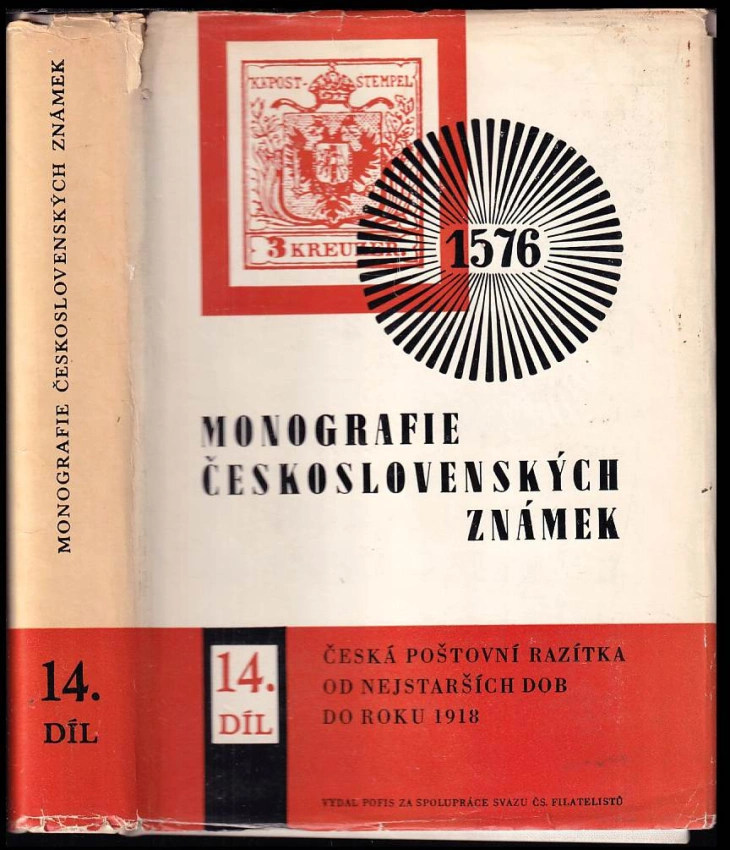 MONOGRAFIE ČESKOSLOVENSKÝCH ZNÁMEK
14.
DÍL
K.K.POST-STEMPEL
3 KREUZER.
1576
MONOGRAFIE
ČESKOSLOVENSKÝCH
ZNÁMEK
14.
DÍL
ČESKÁ POŠTOVNÍ RAZÍTKA
OD NEJSTARŠÍCH DOB
DO ROKU 1918
VYDAL POFIS ZA SPOLUPRÁCE SVAZU ČS. FILATELISTŮ